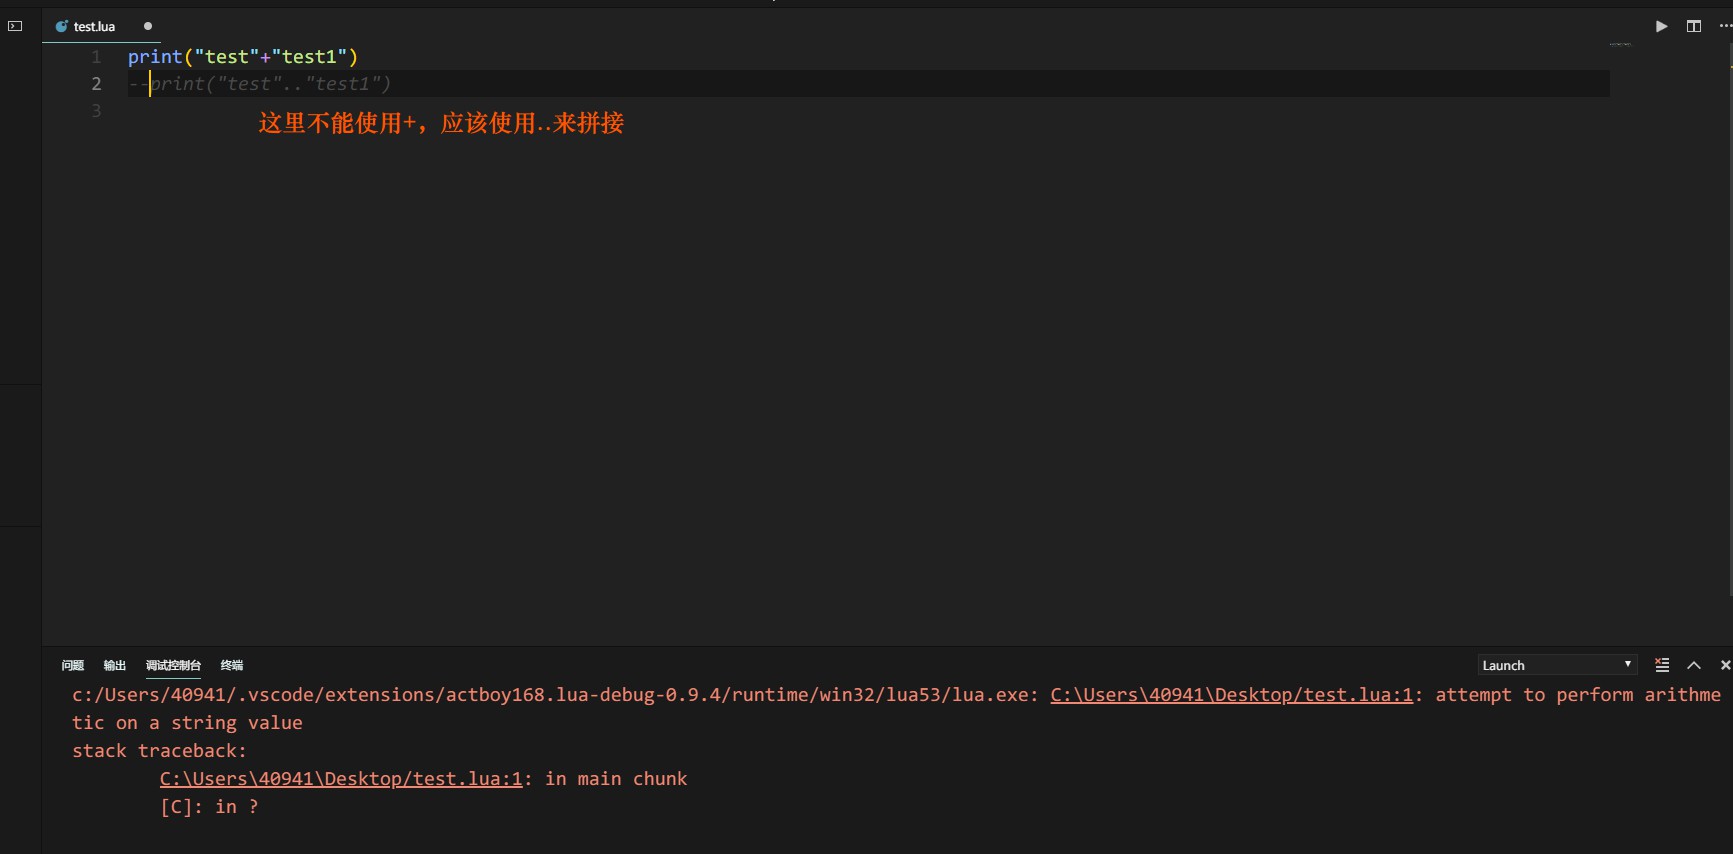 test.lua
1 print("test"+"test1")
2 --print("test".."test1")
3
这里不能使用+，应该使用..来拼接
问题 输出 调试控制台 终端 Launch
c:/Users/40941/.vscode/extensions/actboy168.lua-debug-0.9.4/runtime/win32/lua53/lua.exe: C:\Users\40941\Desktop/test.lua:1: attempt to perform arithme
tic on a string value
stack traceback:
C:\Users\40941\Desktop/test.lua:1: in main chunk
[C]: in ?